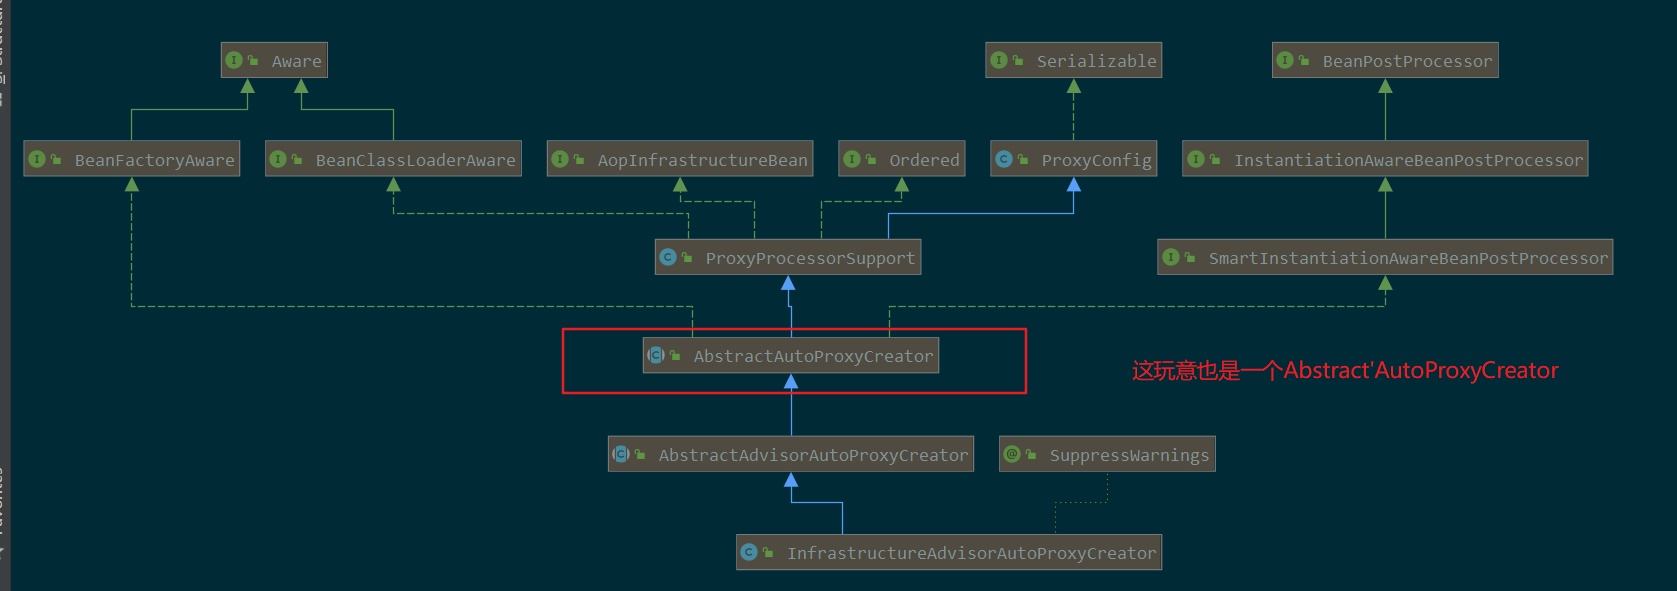 Aware
Serializable
BeanPostProcessor
BeanFactoryAware
BeanClassLoaderAware
AopInfrastructureBean
Ordered
ProxyConfig
InstantiationAwareBeanPostProcessor
ProxyProcessorSupport
SmartInstantiationAwareBeanPostProcessor
AbstractAutoProxyCreator
这玩意也是一个Abstract'AutoProxyCreator
AbstractAdvisorAutoProxyCreator
SuppressWarnings
InfrastructureAdvisorAutoProxyCreator